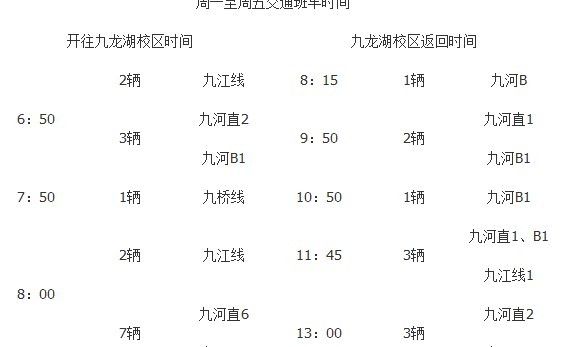 周一至周五交通班车时间
开往九龙湖校区时间 九龙湖校区返回时间
2辆 九江线 8：15 1辆 九河B
6：50 九河直2 九河直1
3辆 9：50 2辆
九河B1 九河B1
7：50 1辆 九桥线 10：50 1辆 九河B1
九河直1、B1
2辆 九江线 11：45 3辆
九江线1
8：00
九河直6 九河直2
7辆 13：00 3辆